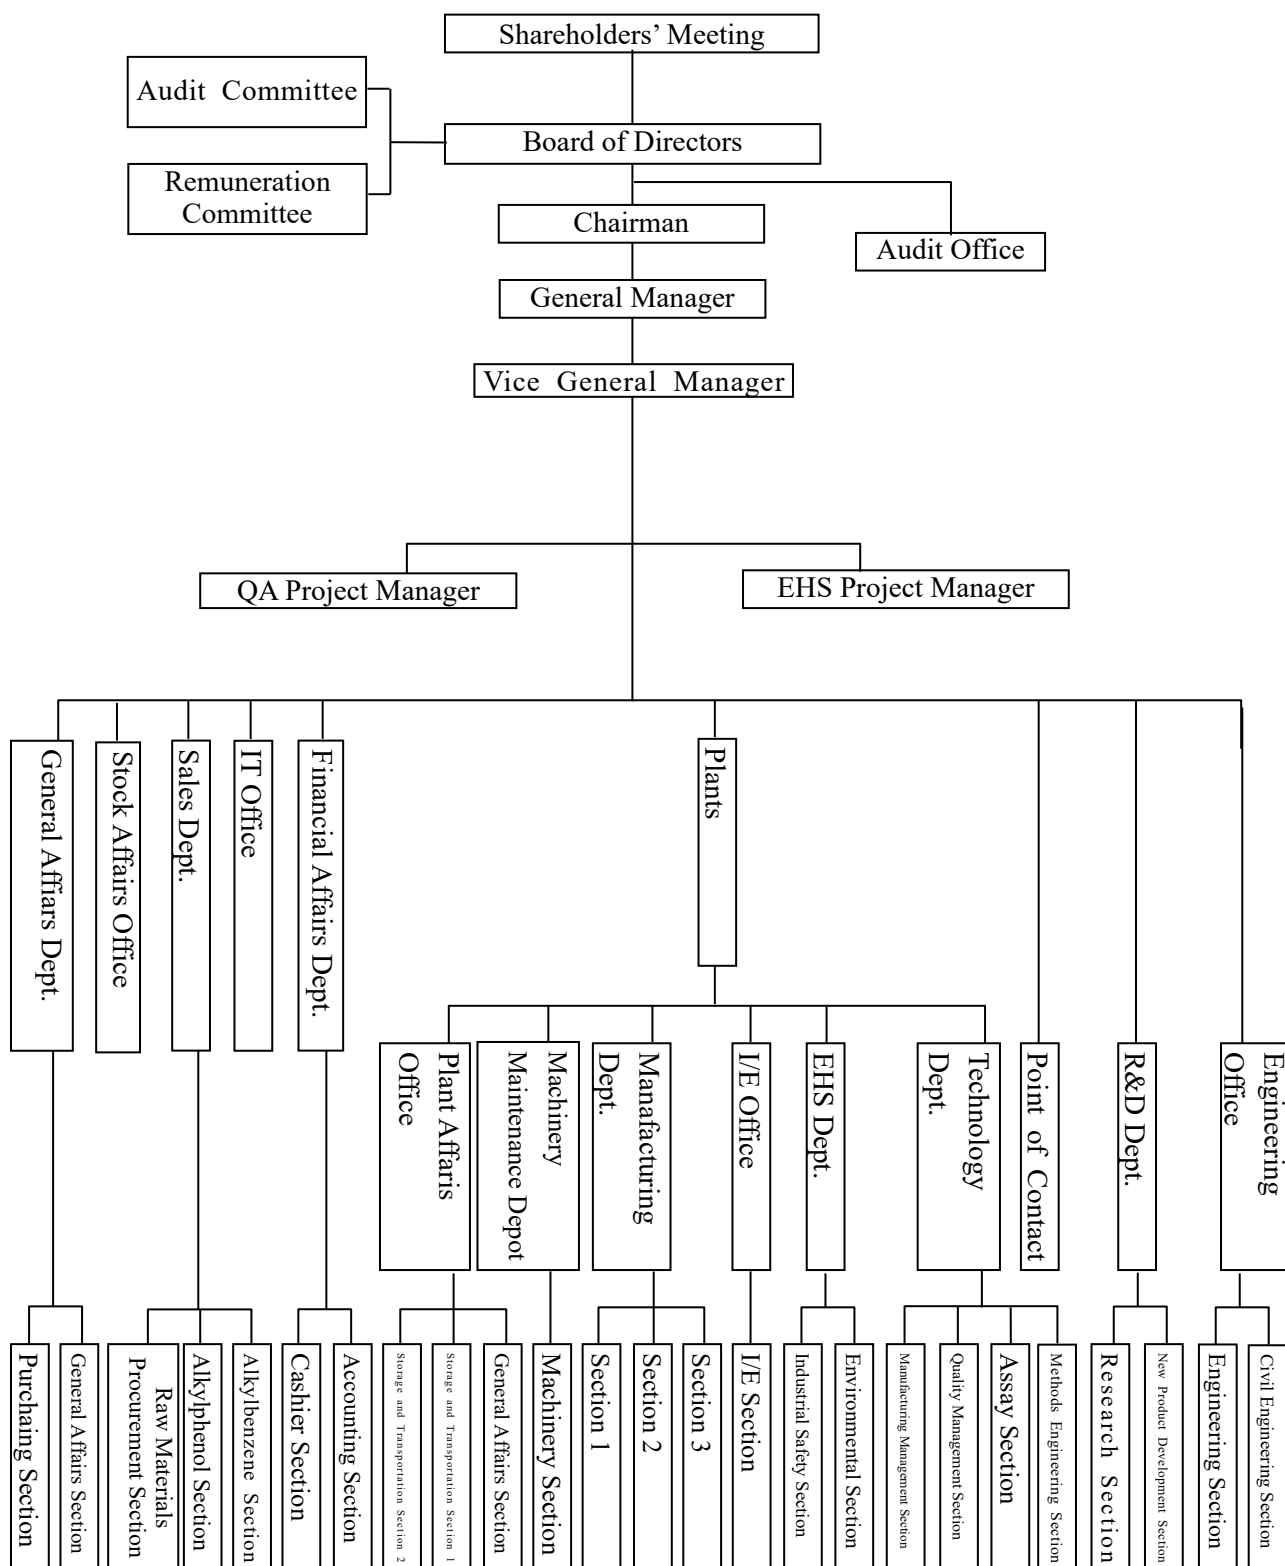 Shareholders’ Meeting
Audit Committee
Board of Directors
Remuneration
Committee
Chairman
Audit Office
General Manager
Vice General Manager
QA Project Manager
EHS Project Manager
General Affiars Dept.
Stock Affairs Office
Sales Dept.
IT Office
Financial Affairs Dept.
Plants
Plant Affaris
Office
Machinery
Maintenance Depot
Manafacturing
Dept.
I/E Office
EHS Dept.
Technology
Dept.
Point of Contact
R&D Dept.
Engineering
Office
Purchaing Section
General Affairs Section
Raw Materials
Procurement Section
Alkylphenol Section
Alkylbenzene Section
Cashier Section
Accounting Section
Storage and Transportation Section 2
Storage and Transportation Section 1
General Affairs Section
Machinery Section
Section 1
Section 2
Section 3
I/E Section
Industrial Safety Section
Environmental Section
Manufacturing Management Section
Quality Management Section
Assay Section
Methods Engineering Section
Research Section
New Product Development Section
Engineering Section
Civil Engineering Section